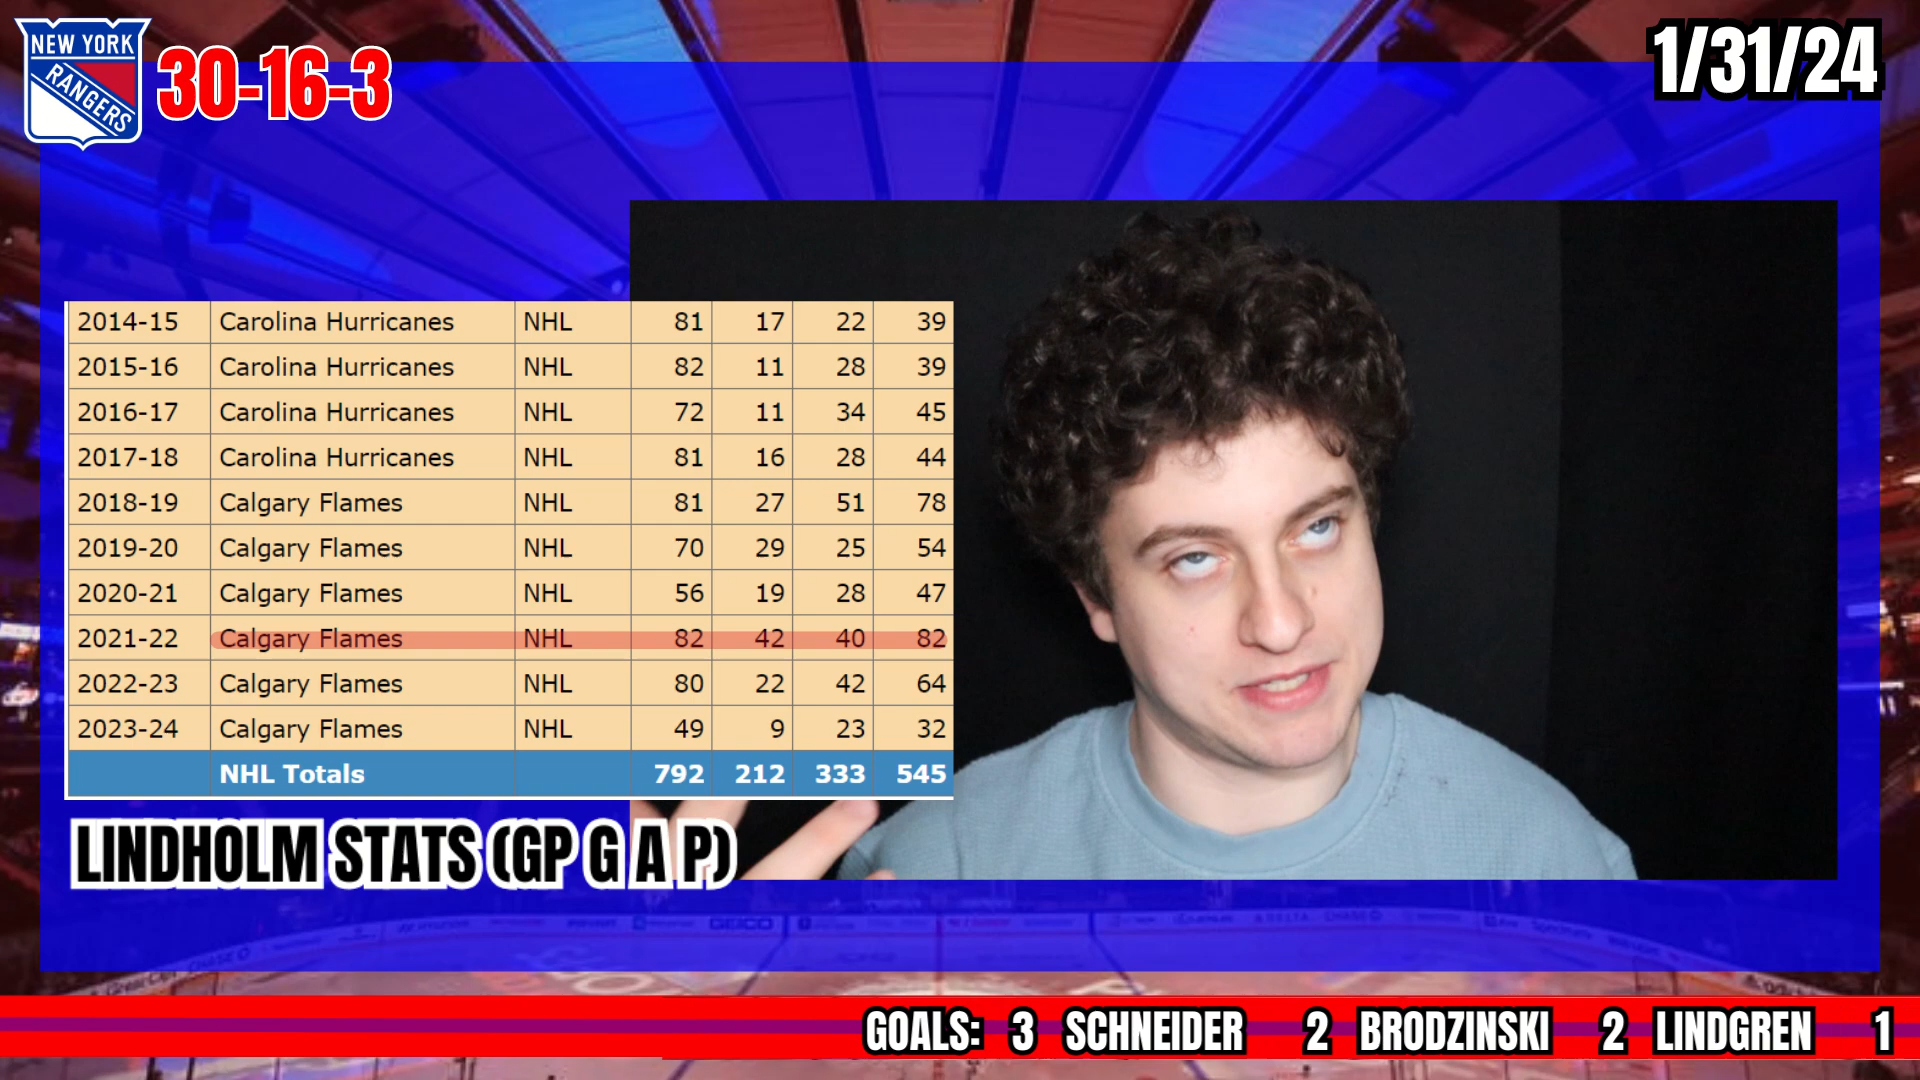 NEW YORK
RANGERS
30-16-3
1/31/24
2014-15 Carolina Hurricanes NHL 81 17 22 39
2015-16 Carolina Hurricanes NHL 82 11 28 39
2016-17 Carolina Hurricanes NHL 72 11 34 45
2017-18 Carolina Hurricanes NHL 81 16 28 44
2018-19 Calgary Flames NHL 81 27 51 78
2019-20 Calgary Flames NHL 70 29 25 54
2020-21 Calgary Flames NHL 56 19 28 47
2021-22 Calgary Flames NHL 82 42 40 82
2022-23 Calgary Flames NHL 80 22 42 64
2023-24 Calgary Flames NHL 49 9 23 32
NHL Totals 792 212 333 545
LINDHOLM STATS (GP G A P)
GEICO
GOALS: 3 SCHNEIDER 2 BRODZINSKI 2 LINDGREN 1